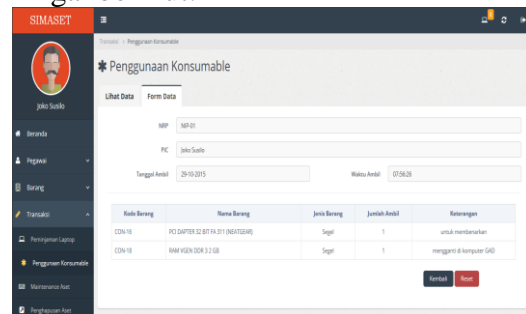 SIMASET
Transaksi > Penggunaan Konsumable
Penggunaan Konsumable
Joko Susilo
Lihat Data Form Data
NRP NIP-01
PIC Joko Susilo
Tanggal Ambil 29-10-2015 Waktu Ambil 07:56:26
Beranda
Pegawai
Barang
Transaksi
Peminjaman Laptop
Penggunaan Konsumable
Maintenance Aset
Penghapusan Aset
Kode Barang Nama Barang Jenis Barang Jumlah Ambil Keterangan
CON-16 PCI DAPTER 32 BIT FA 311 (NEATGEAR) Segel 1 untuk membenarkan
CON-18 RAM VGEN DDR 3 2 GB Segel 1 mengganti di komputer GAD
Kembali Reset